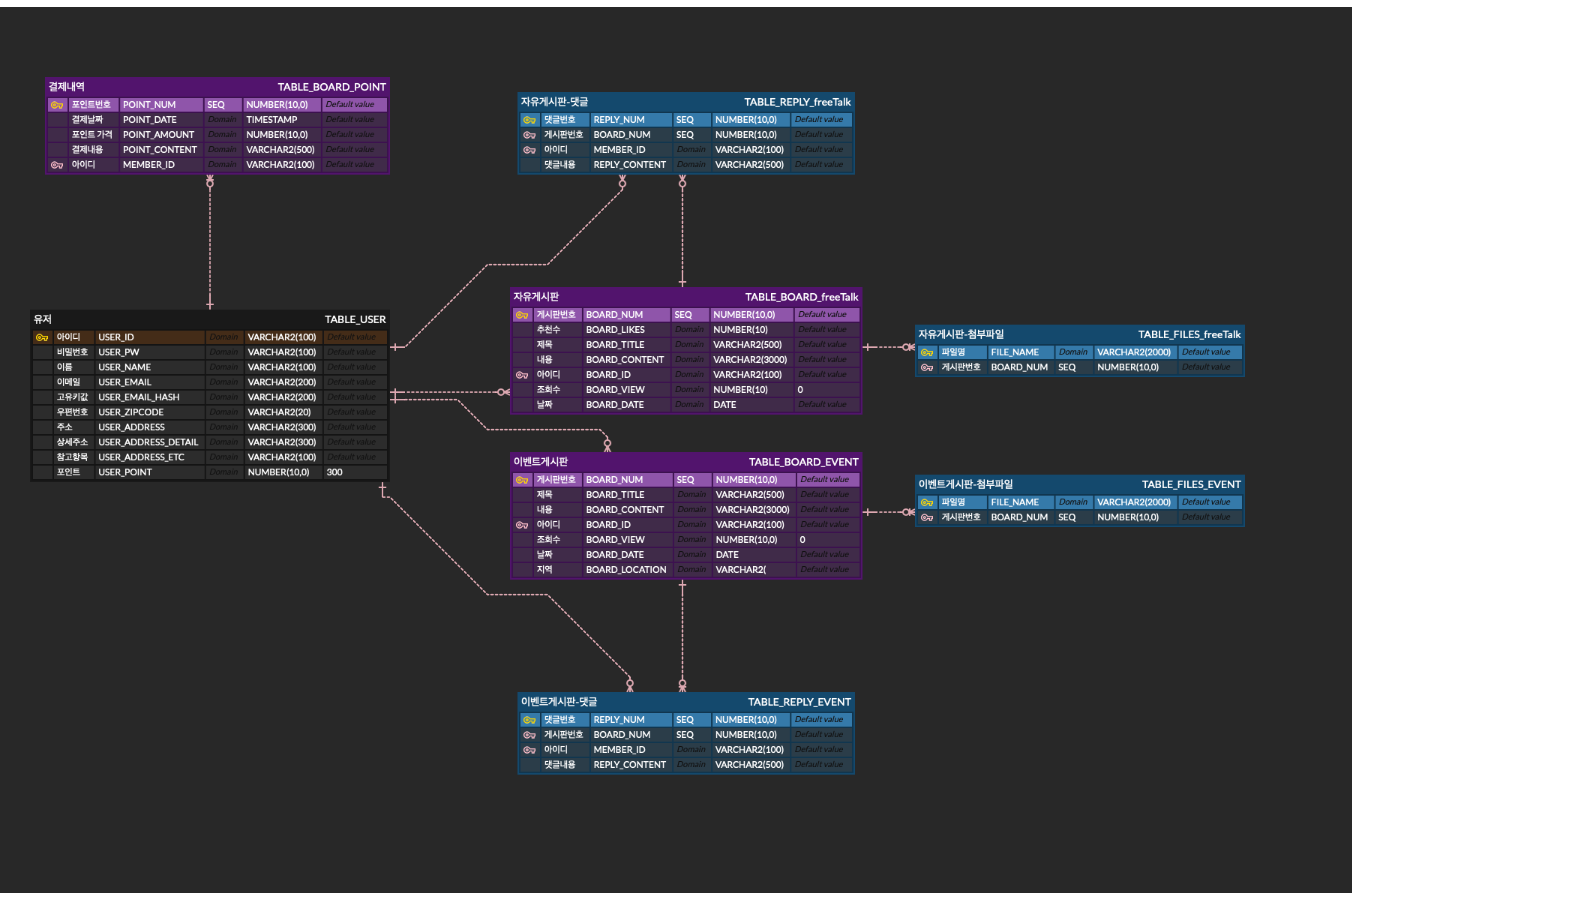 결제내역 TABLE_BOARD_POINT
포인트번호 POINT_NUM SEQ NUMBER(10,0) Default value
결제날짜 POINT_DATE Domain TIMESTAMP Default value
포인트 가격 POINT_AMOUNT Domain NUMBER(10,0) Default value
결제내용 POINT_CONTENT Domain VARCHAR2(500) Default value
아이디 MEMBER_ID Domain VARCHAR2(100) Default value
자유게시판-댓글 TABLE_REPLY_freeTalk
댓글번호 REPLY_NUM SEQ NUMBER(10,0) Default value
게시판번호 BOARD_NUM SEQ NUMBER(10,0) Default value
아이디 MEMBER_ID Domain VARCHAR2(100) Default value
댓글내용 REPLY_CONTENT Domain VARCHAR2(500) Default value
유저 TABLE_USER
아이디 USER_ID Domain VARCHAR2(100) Default value
비밀번호 USER_PW Domain VARCHAR2(100) Default value
이름 USER_NAME Domain VARCHAR2(100) Default value
이메일 USER_EMAIL Domain VARCHAR2(200) Default value
고유키값 USER_EMAIL_HASH Domain VARCHAR2(200) Default value
우편번호 USER_ZIPCODE Domain VARCHAR2(20) Default value
주소 USER_ADDRESS Domain VARCHAR2(300) Default value
상세주소 USER_ADDRESS_DETAIL Domain VARCHAR2(300) Default value
참고항목 USER_ADDRESS_ETC Domain VARCHAR2(100) Default value
포인트 USER_POINT Domain NUMBER(10,0) 300
자유게시판 TABLE_BOARD_freeTalk
게시판번호 BOARD_NUM SEQ NUMBER(10,0) Default value
추천수 BOARD_LIKES Domain NUMBER(10) Default value
제목 BOARD_TITLE Domain VARCHAR2(500) Default value
내용 BOARD_CONTENT Domain VARCHAR2(3000) Default value
아이디 BOARD_ID Domain VARCHAR2(100) Default value
조회수 BOARD_VIEW Domain NUMBER(10) 0
날짜 BOARD_DATE Domain DATE Default value
자유게시판-첨부파일 TABLE_FILES_freeTalk
파일명 FILE_NAME Domain VARCHAR2(2000) Default value
게시판번호 BOARD_NUM SEQ NUMBER(10,0) Default value
이벤트게시판 TABLE_BOARD_EVENT
게시판번호 BOARD_NUM SEQ NUMBER(10,0) Default value
제목 BOARD_TITLE Domain VARCHAR2(500) Default value
내용 BOARD_CONTENT Domain VARCHAR2(3000) Default value
아이디 BOARD_ID Domain VARCHAR2(100) Default value
조회수 BOARD_VIEW Domain NUMBER(10,0) 0
날짜 BOARD_DATE Domain DATE Default value
지역 BOARD_LOCATION Domain VARCHAR2( Default value
이벤트게시판-첨부파일 TABLE_FILES_EVENT
파일명 FILE_NAME Domain VARCHAR2(2000) Default value
게시판번호 BOARD_NUM SEQ NUMBER(10,0) Default value
이벤트게시판-댓글 TABLE_REPLY_EVENT
댓글번호 REPLY_NUM SEQ NUMBER(10,0) Default value
게시판번호 BOARD_NUM SEQ NUMBER(10,0) Default value
아이디 MEMBER_ID Domain VARCHAR2(100) Default value
댓글내용 REPLY_CONTENT Domain VARCHAR2(500) Default value